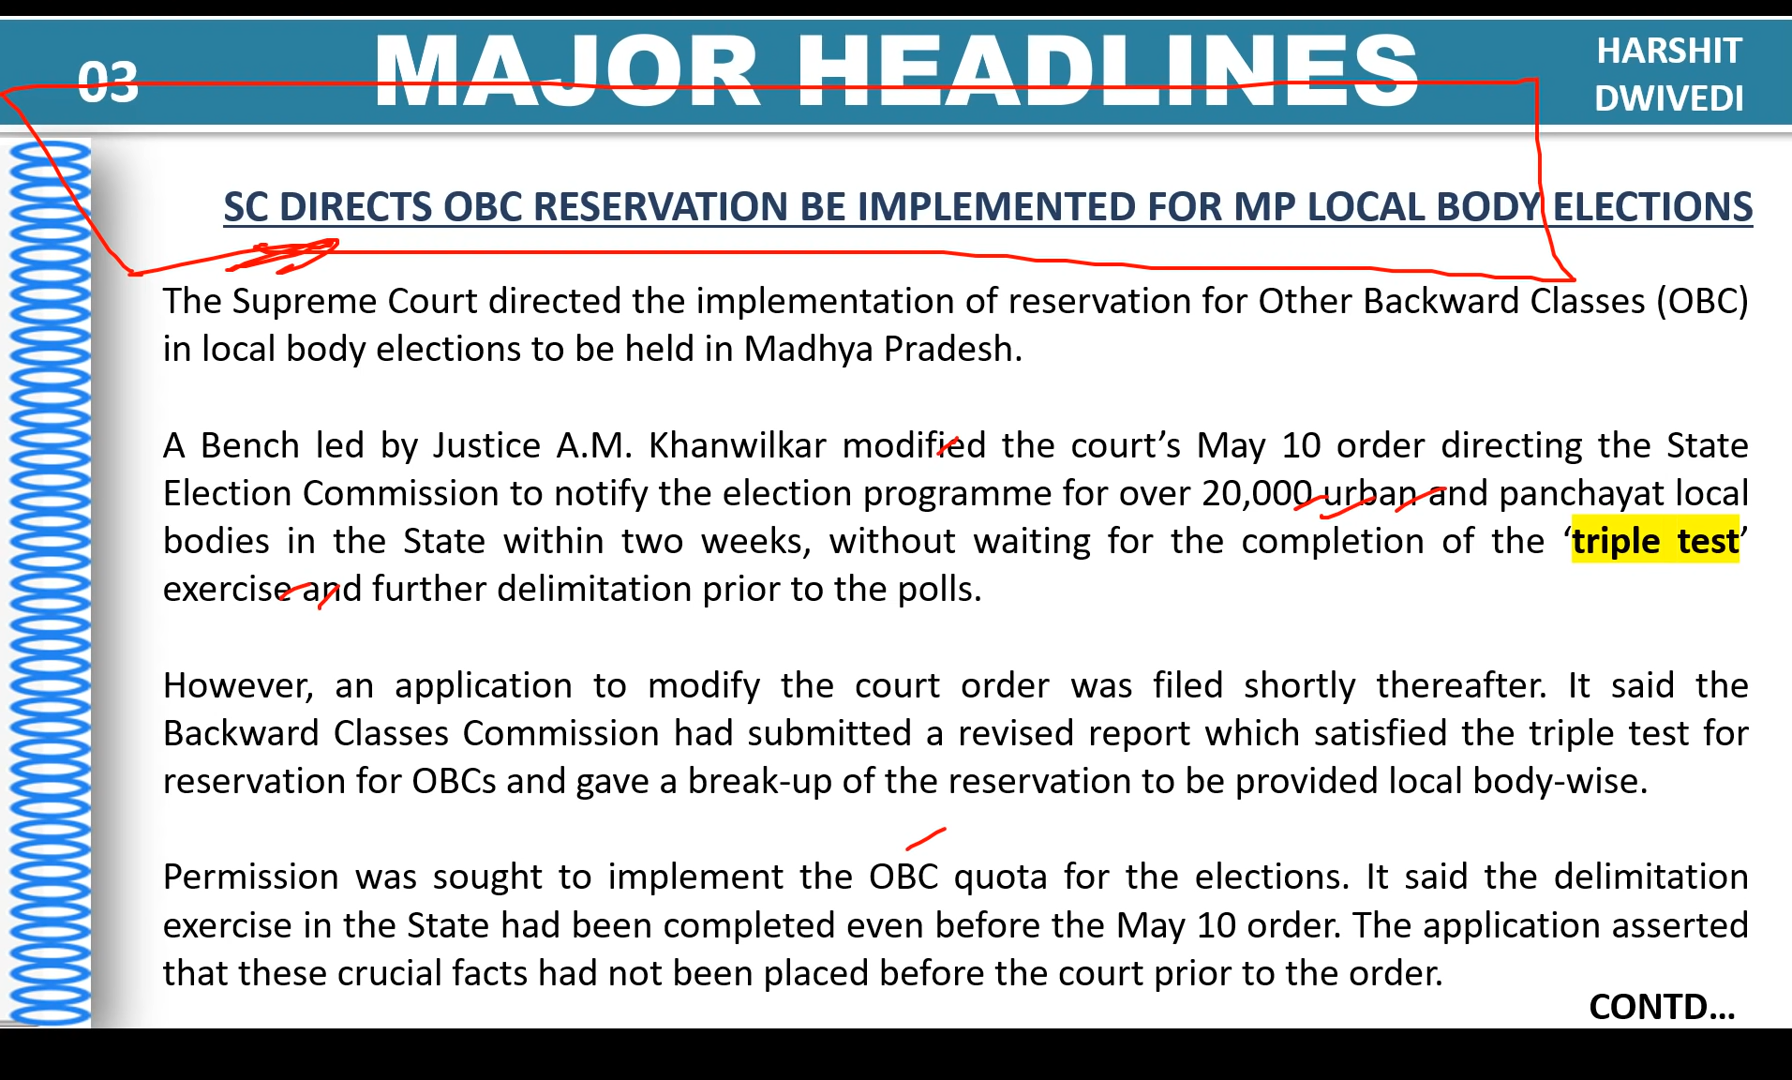 03
MAJOR HEADLINES
HARSHIT
DWIVEDI
SC DIRECTS OBC RESERVATION BE IMPLEMENTED FOR MP LOCAL BODY ELECTIONS
The Supreme Court directed the implementation of reservation for Other Backward Classes (OBC)
in local body elections to be held in Madhya Pradesh.
A Bench led by Justice A.M. Khanwilkar modified the court’s May 10 order directing the State
Election Commission to notify the election programme for over 20,000 urban and panchayat local
bodies in the State within two weeks, without waiting for the completion of the ‘triple test’
exercise and further delimitation prior to the polls.
However, an application to modify the court order was filed shortly thereafter. It said the
Backward Classes Commission had submitted a revised report which satisfied the triple test for
reservation for OBCs and gave a break-up of the reservation to be provided local body-wise.
Permission was sought to implement the OBC quota for the elections. It said the delimitation
exercise in the State had been completed even before the May 10 order. The application asserted
that these crucial facts had not been placed before the court prior to the order.
CONTD...